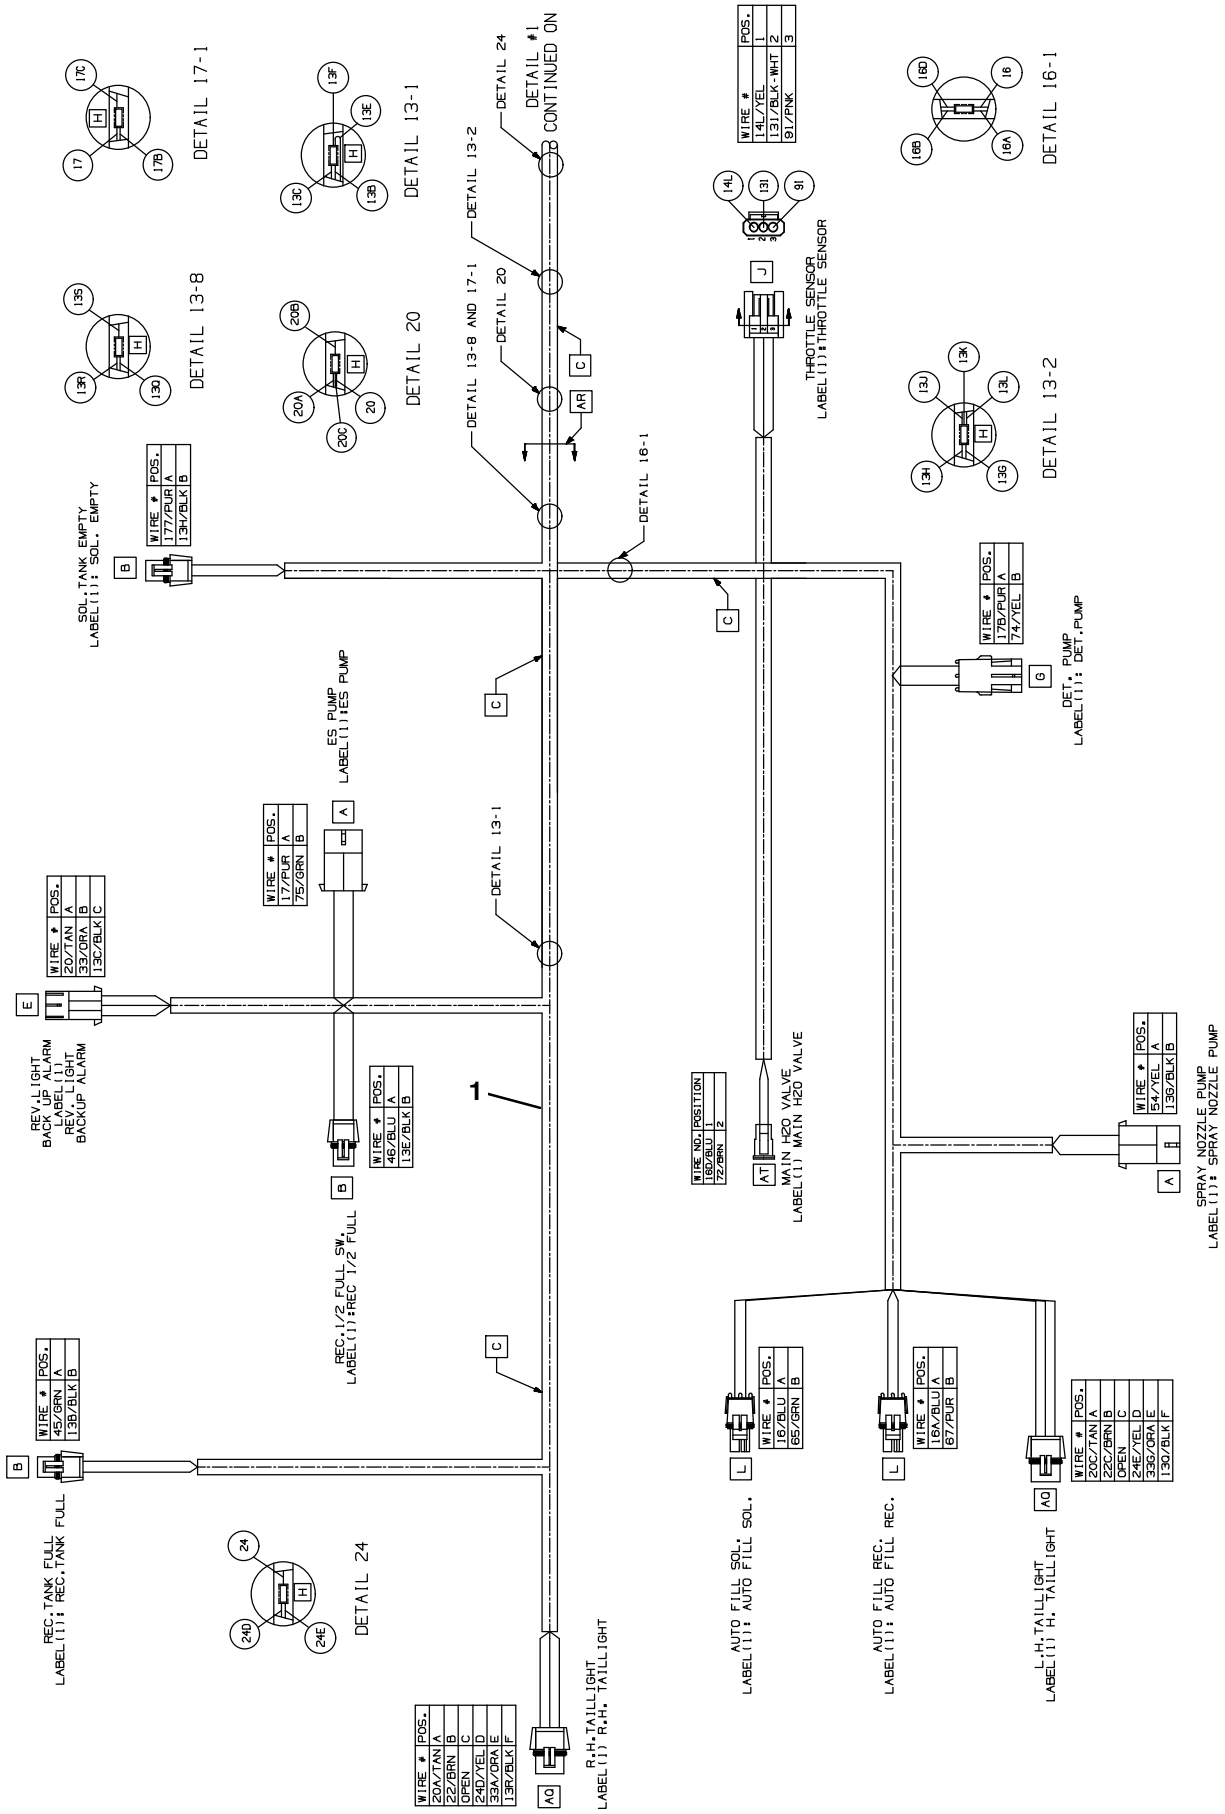 REC.TANK FULL
LABEL(1): REC.TANK FULL
B
WIRE # POS.
45/GRN A
13B/BLK B
REV.LIGHT
BACK UP ALARM
LABEL (1)
REV. LIGHT
BACKUP ALARM
E
WIRE # POS.
20/TAN A
33/ORA B
13C/BLK C
SOL.TANK EMPTY
LABEL(1): SOL. EMPTY
B
WIRE # POS.
177/PUR A
13H/BLK B
13R
13S
13Q
H
DETAIL 13-8
17
17C
17B
H
DETAIL 17-1
24D
24
24E
H
DETAIL 24
REC.1/2 FULL SW.
LABEL(1):REC 1/2 FULL
B
WIRE # POS.
46/BLU A
13E/BLK B
WIRE # POS.
17/PUR A
75/GRN B
A
ES PUMP
LABEL(1):ES PUMP
20A
20B
20C
20
H
DETAIL 20
13C
13F
13E
13B
H
DETAIL 13-1
WIRE # POS.
20A/TAN A
22/BRN B
OPEN C
24D/YEL D
33A/ORA E
13R/BLK F
AQ
R.H.TAILLIGHT
LABEL(1) R.H. TAILLIGHT
C
1
DETAIL 13-1
C
DETAIL 13-8 AND 17-1
DETAIL 20
DETAIL 13-2
DETAIL 24
DETAIL #1
CONTINUED ON
AR
C
DETAIL 16-1
C
WIRE NO. POSITION
16D/BLU 1
72/BRN 2
AT
MAIN H2O VALVE
LABEL(1) MAIN H2O VALVE
1
2
3
J
THROTTLE SENSOR
LABEL(1):THROTTLE SENSOR
1
2
3
14L
131
91
WIRE # POS.
14L/YEL 1
131/BLK-WHT 2
91/PNK 3
AUTO FILL SOL.
LABEL(1): AUTO FILL SOL.
L
WIRE # POS.
16/BLU A
65/GRN B
AUTO FILL REC.
LABEL(1): AUTO FILL REC.
L
WIRE # POS.
16A/BLU A
67/PUR B
L.H.TAILLIGHT
LABEL(1) H. TAILLIGHT
AQ
WIRE # POS.
20C/TAN A
22C/BRN B
OPEN C
24E/YEL D
33G/ORA E
13Q/BLK F
WIRE # POS.
54/YEL A
13G/BLK B
A
SPRAY NOZZLE PUMP
LABEL(1): SPRAY NOZZLE PUMP
WIRE # POS.
17B/PUR A
74/YEL B
G
DET. PUMP
LABEL(1): DET.PUMP
13H
13J
13K
13L
13G
H
DETAIL 13-2
16B
16D
16A
16
DETAIL 16-1